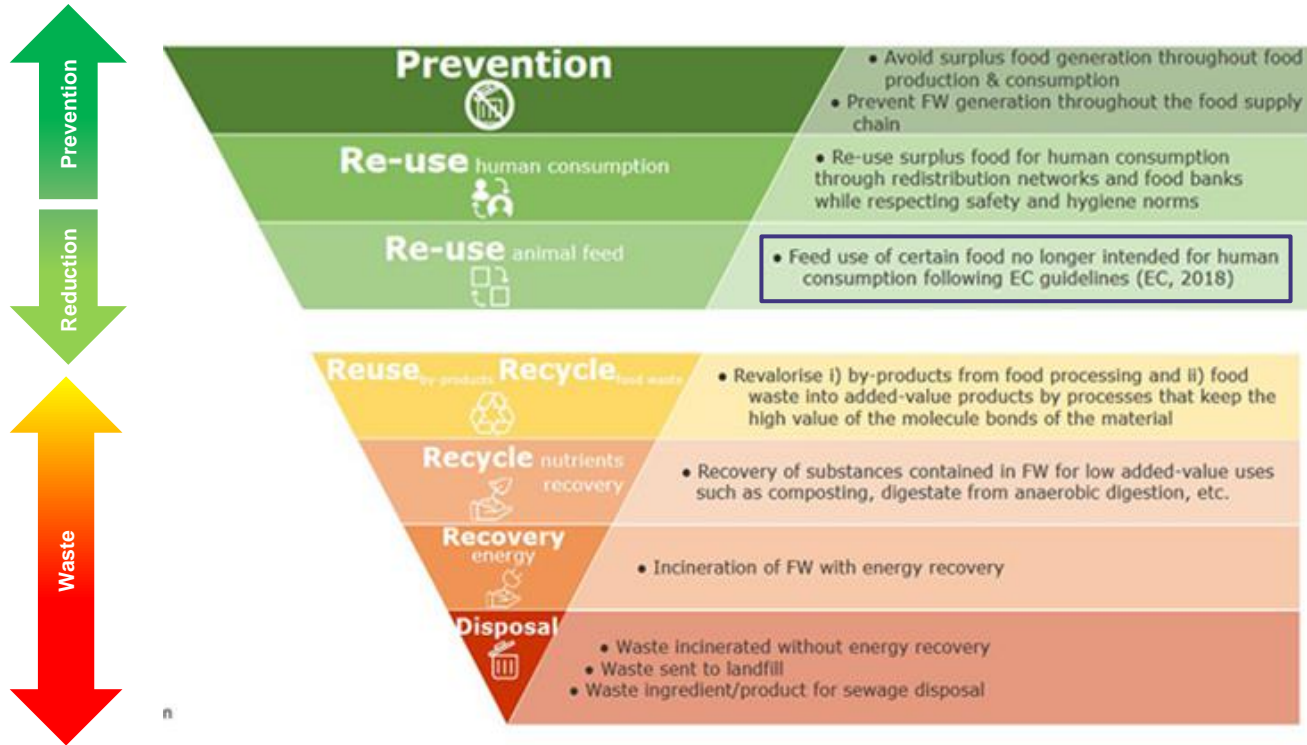 Prevention
Reduction
Waste
Prevention
• Avoid surplus food generation throughout food
production & consumption
• Prevent FW generation throughout the food supply
chain
Re-use human consumption
• Re-use surplus food for human consumption
through redistribution networks and food banks
while respecting safety and hygiene norms
Re-use animal feed
• Feed use of certain food no longer intended for human
consumption following EC guidelines (EC, 2018)
Reuse by-products Recycle food waste
• Revalorise i) by-products from food processing and ii) food
waste into added-value products by processes that keep the
high value of the molecule bonds of the material
Recycle nutrients
recovery
• Recovery of substances contained in FW for low added-value uses
such as composting, digestate from anaerobic digestion, etc.
Recovery
energy
• Incineration of FW with energy recovery
Disposal
• Waste incinerated without energy recovery
• Waste sent to landfill
• Waste ingredient/product for sewage disposal
n